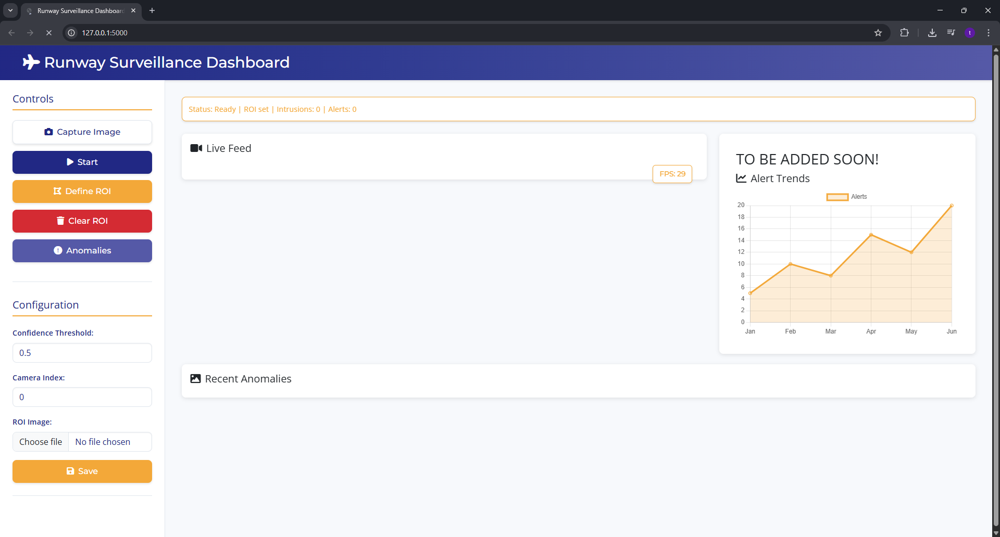 Runway Surveillance Dashboard
127.0.0.1:5000
t
Runway Surveillance Dashboard
Controls
Capture Image
Start
Define ROI
Clear ROI
Anomalies
Configuration
Confidence Threshold:
0.5
Camera Index:
0
ROI Image:
Choose file No file chosen
Save
Status: Ready | ROI set | Intrusions: 0 | Alerts: 0
Live Feed
FPS: 29
TO BE ADDED SOON!
Alert Trends
Alerts
20
18
16
14
12
10
8
6
4
2
0
Jan Feb Mar Apr May Jun
Recent Anomalies